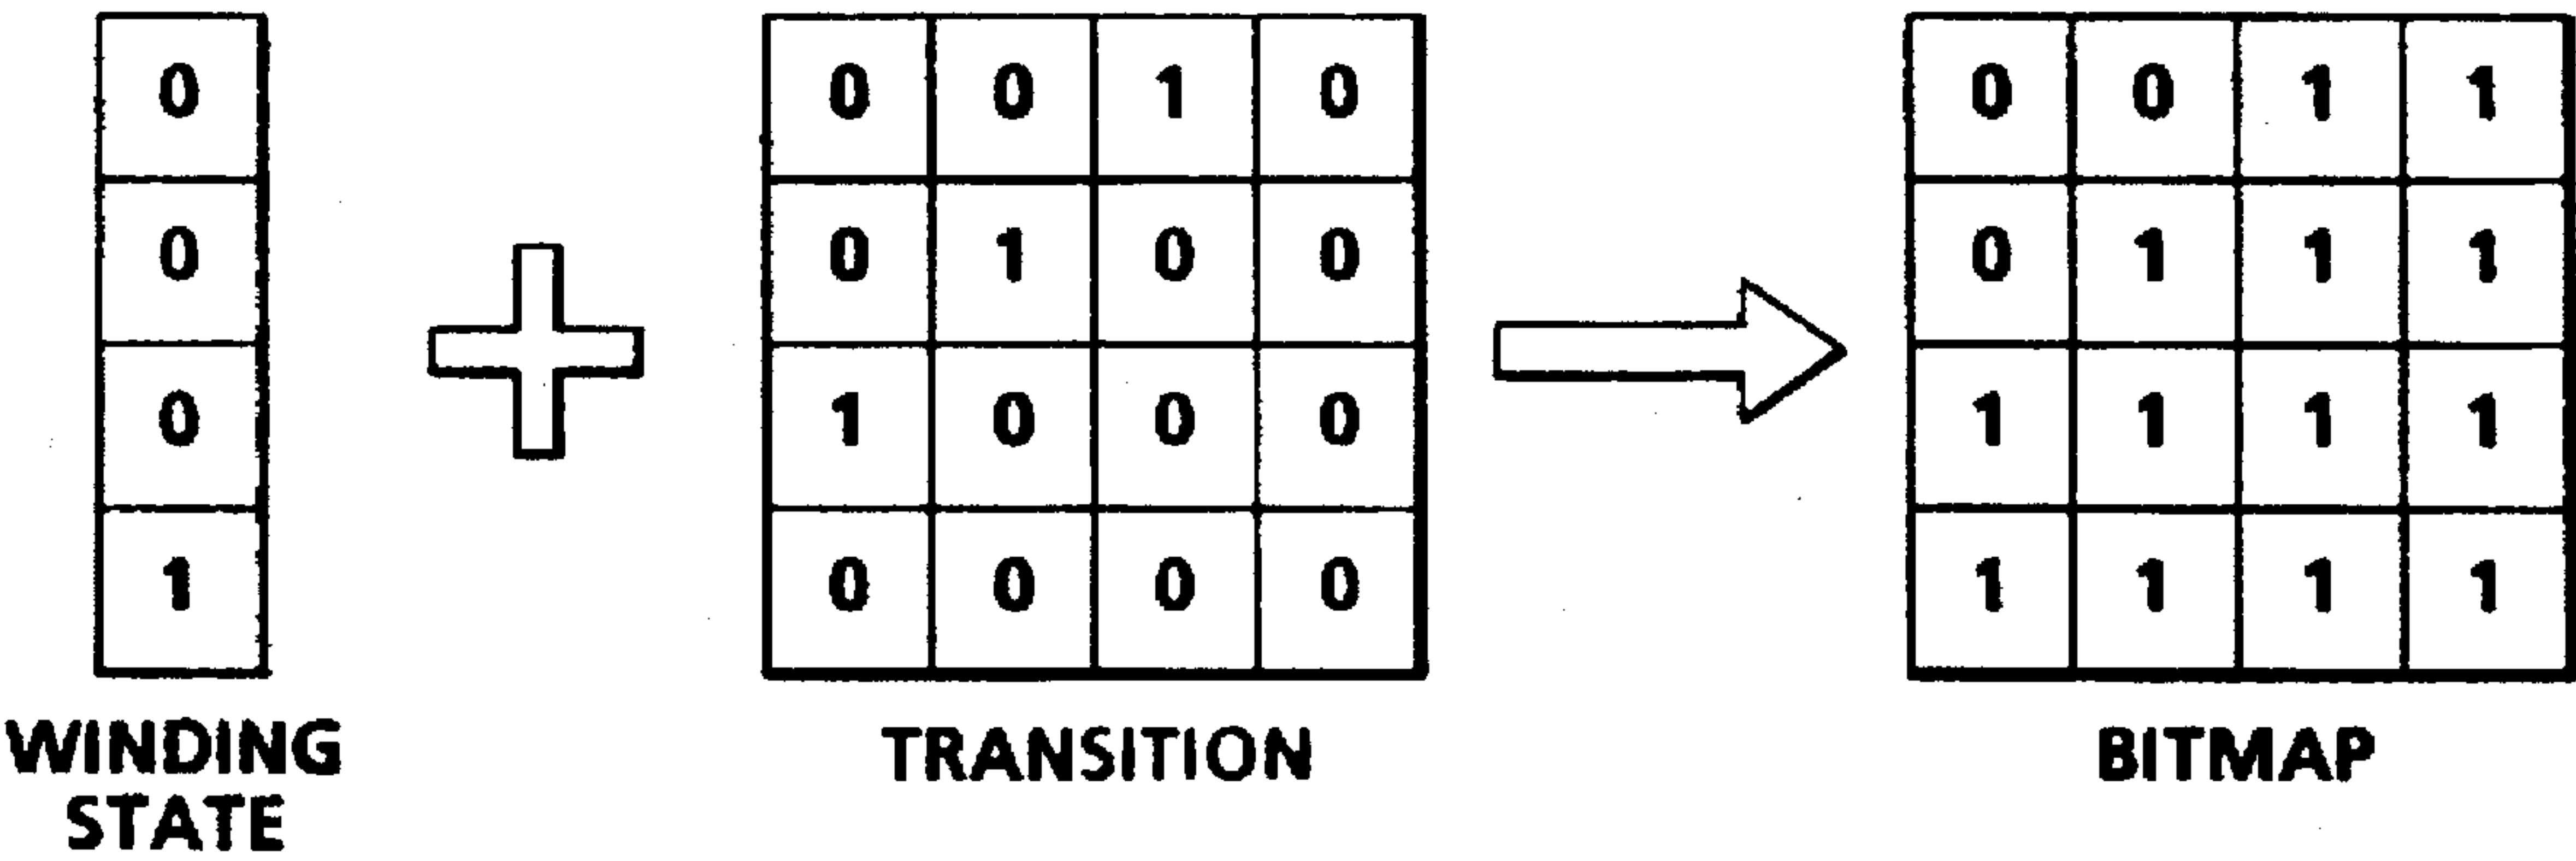 0 0 0 1 0 0 0 1 1
0 0 1 0 0 0 1 1 1
0 1 0 0 0 1 1 1 1
1 0 0 0 0 1 1 1 1
WINDING
STATE
TRANSITION
BITMAP